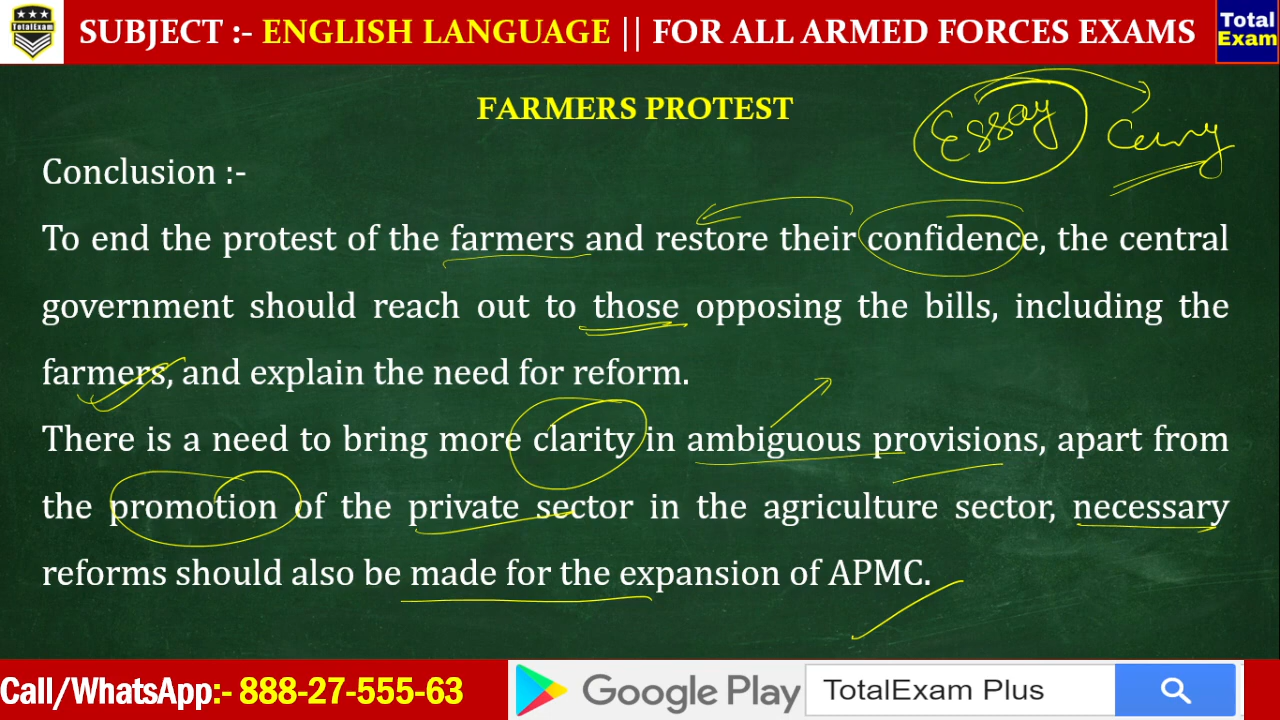 TotalExam
SUBJECT :- ENGLISH LANGUAGE || FOR ALL ARMED FORCES EXAMS
Total
Exam
FARMERS PROTEST
Essay
Conclusion :-
To end the protest of the farmers and restore their confidence, the central
government should reach out to those opposing the bills, including the
farmers, and explain the need for reform.
There is a need to bring more clarity in ambiguous provisions, apart from
the promotion of the private sector in the agriculture sector, necessary
reforms should also be made for the expansion of APMC.
Call/WhatsApp:- 888-27-555-63
Google Play
TotalExam Plus